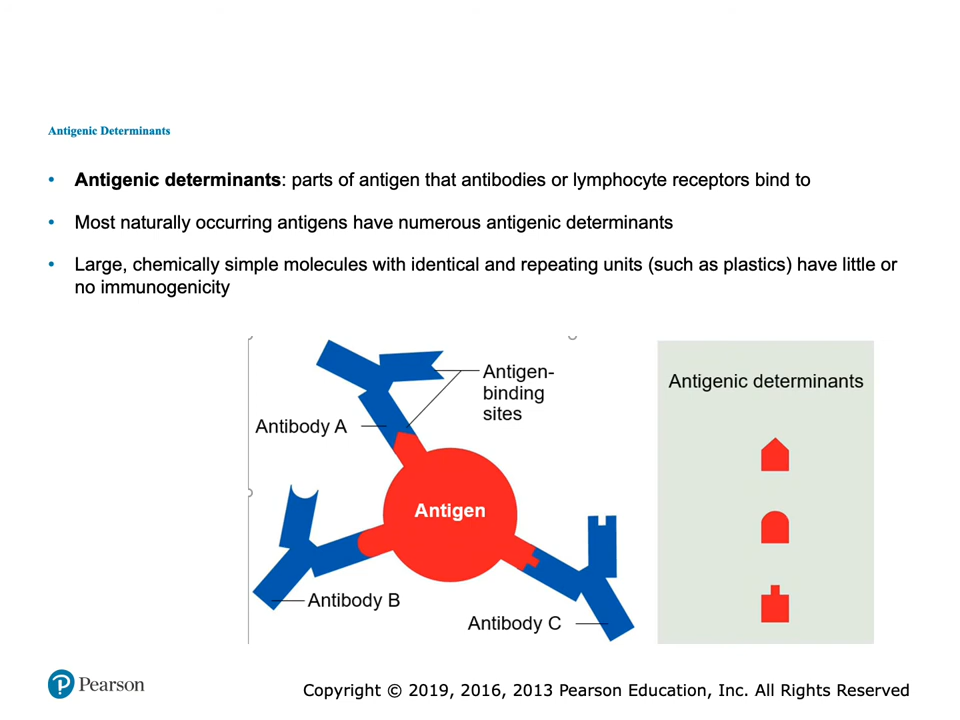 Antigenic Determinants
• Antigenic determinants: parts of antigen that antibodies or lymphocyte receptors bind to
• Most naturally occurring antigens have numerous antigenic determinants
• Large, chemically simple molecules with identical and repeating units (such as plastics) have little or
no immunogenicity
Antigen-
binding
sites
Antibody A
Antigen
Antibody B
Antibody C
Antigenic determinants
P Pearson
Copyright © 2019, 2016, 2013 Pearson Education, Inc. All Rights Reserved